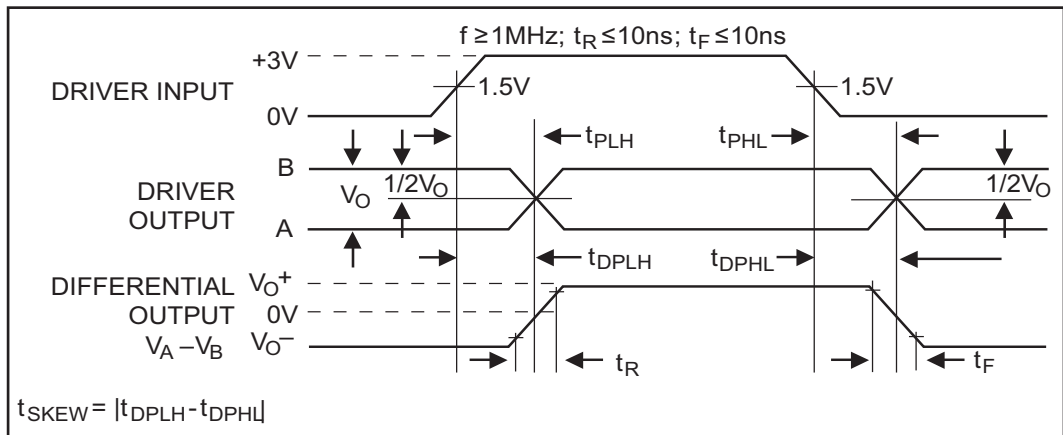 f ≥1MHz; tR ≤10ns; tF ≤10ns
+3V
DRIVER INPUT
1.5V
1.5V
0V
tPLH
tPHL
B
DRIVER
OUTPUT
VO
1/2VO
1/2VO
A
tDPLH
tDPHL
DIFFERENTIAL
OUTPUT
VA –VB
VO+
0V
VO–
tR
tF
tSKEW = |tDPLH - tDPHL|